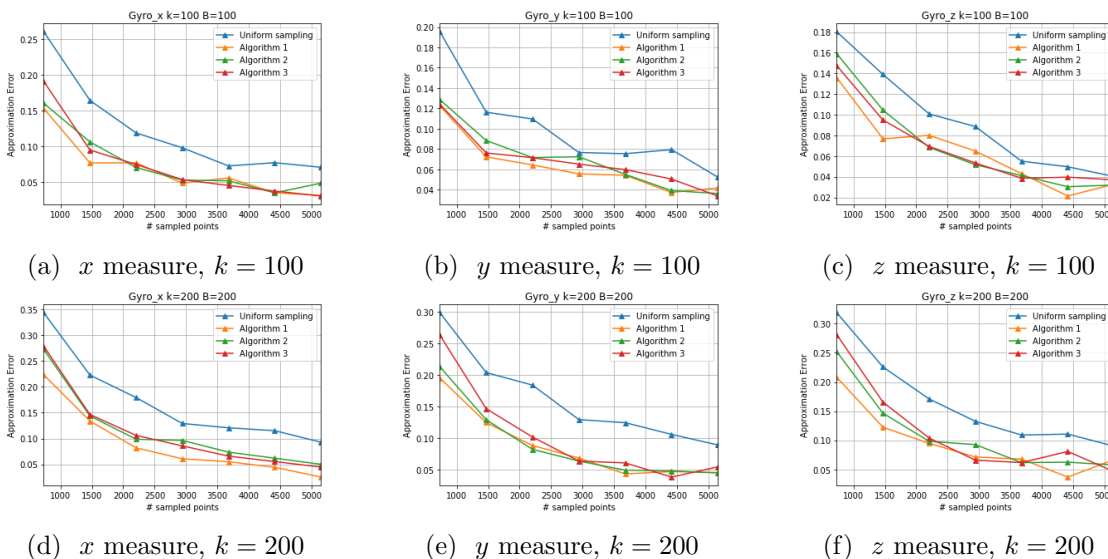 Gyro_x k=100 B=100
Approximation Error
0.25
0.20
0.15
0.10
0.05
Uniform sampling
Algorithm 1
Algorithm 2
Algorithm 3
1000 1500 2000 2500 3000 3500 4000 4500 5000
# sampled points
(a) x measure, k = 100
Gyro_y k=100 B=100
Approximation Error
0.20
0.18
0.16
0.14
0.12
0.10
0.08
0.06
0.04
Uniform sampling
Algorithm 1
Algorithm 2
Algorithm 3
1000 1500 2000 2500 3000 3500 4000 4500 5000
# sampled points
(b) y measure, k = 100
Gyro_z k=100 B=100
Approximation Error
0.18
0.16
0.14
0.12
0.10
0.08
0.06
0.04
0.02
Uniform sampling
Algorithm 1
Algorithm 2
Algorithm 3
1000 1500 2000 2500 3000 3500 4000 4500 5000
# sampled points
(c) z measure, k = 100
Gyro_x k=200 B=200
Approximation Error
0.35
0.30
0.25
0.20
0.15
0.10
0.05
Uniform sampling
Algorithm 1
Algorithm 2
Algorithm 3
1000 1500 2000 2500 3000 3500 4000 4500 5000
# sampled points
(d) x measure, k = 200
Gyro_y k=200 B=200
Approximation Error
0.30
0.25
0.20
0.15
0.10
0.05
Uniform sampling
Algorithm 1
Algorithm 2
Algorithm 3
1000 1500 2000 2500 3000 3500 4000 4500 5000
# sampled points
(e) y measure, k = 200
Gyro_z k=200 B=200
Approximation Error
0.30
0.25
0.20
0.15
0.10
0.05
Uniform sampling
Algorithm 1
Algorithm 2
Algorithm 3
1000 1500 2000 2500 3000 3500 4000 4500 5000
# sampled points
(f) z measure, k = 200